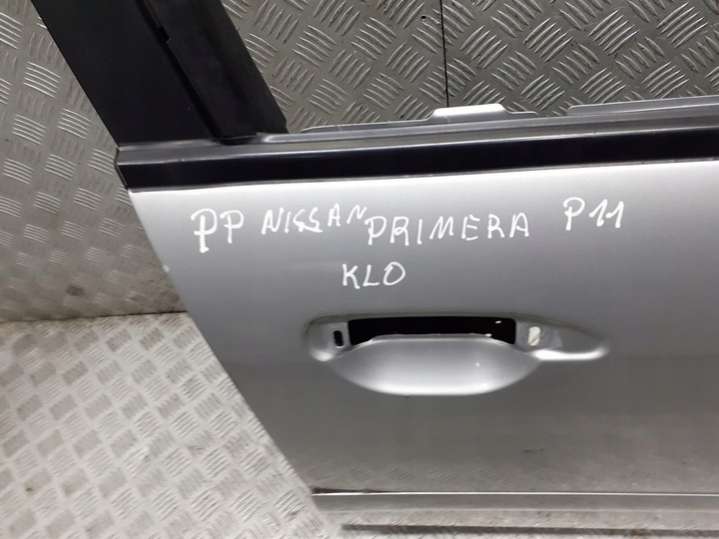 PP NISSAN PRIMERA P11
KLO